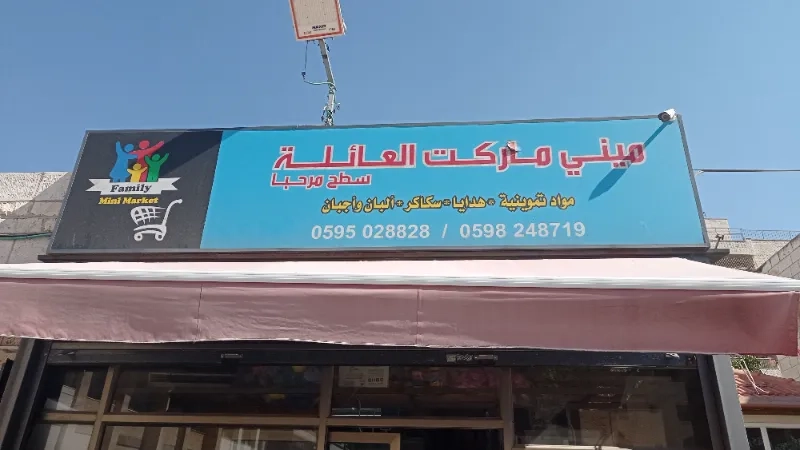 ميني ماركت العائلة
سطح مرحبا
مواد تموينية * هدايا * سكاكر * ألبان وأجبان
0595 028828 / 0598 248719
Family
Mini Market